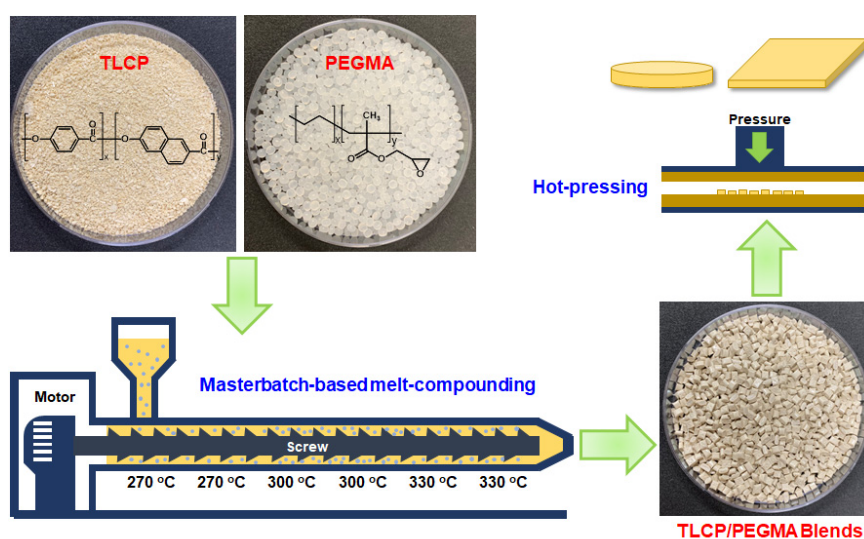 TLCP
PEGMA
O
C
O
x
O
C
O
y
x
y
CH₃
O
O
O
Pressure
Hot-pressing
Masterbatch-based melt-compounding
Motor
Screw
270 °C 270 °C 300 °C 300 °C 330 °C 330 °C
TLCP/PEGMA Blends